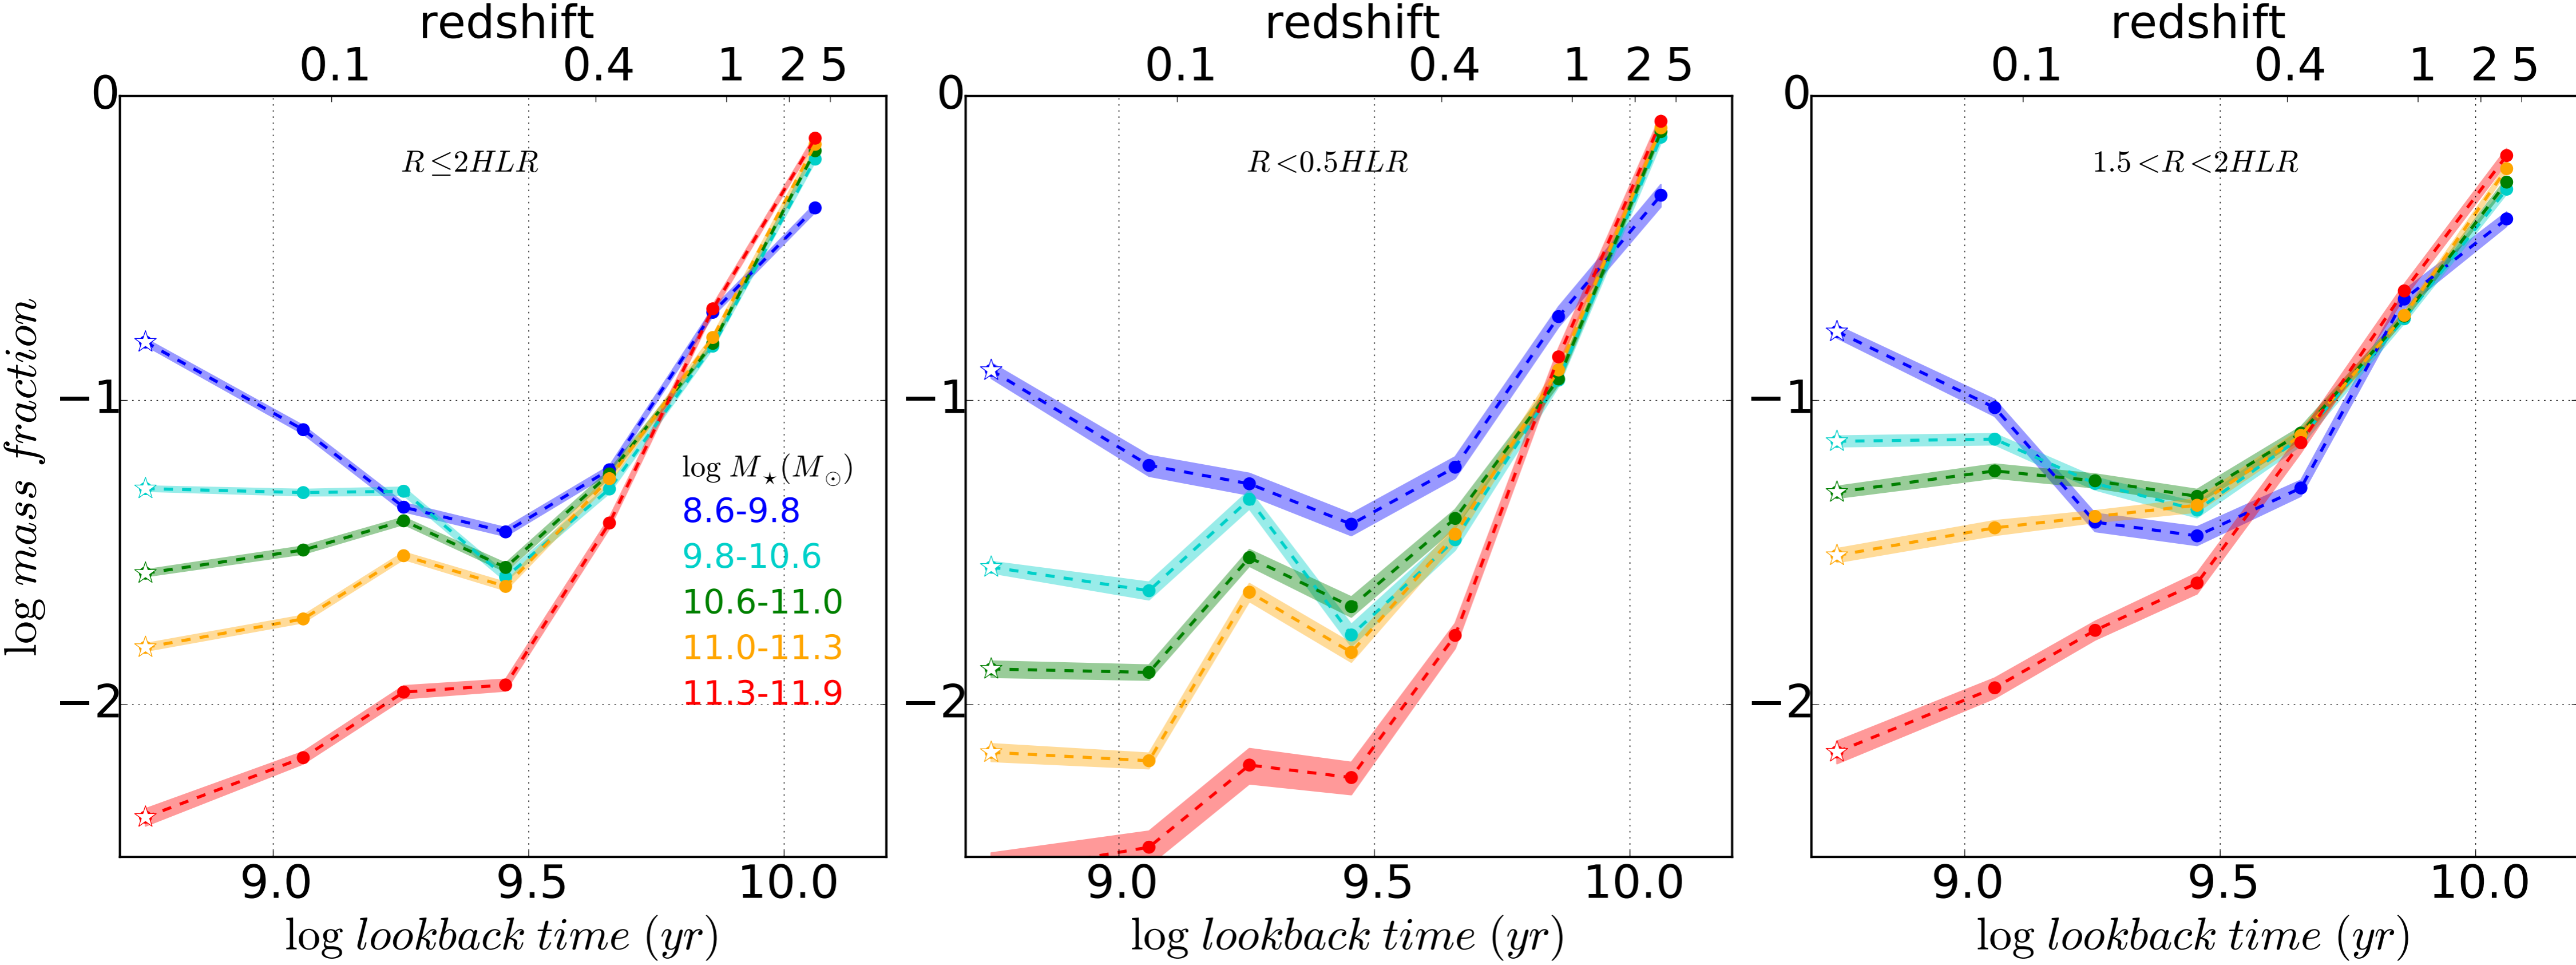 redshift redshift redshift
0.1 0.4 1 2 5 0.1 0.4 1 2 5 0.1 0.4 1 2 5
0 0 0
R ≤ 2HLR R < 0.5HLR 1.5 < R < 2HLR
−1 −1 −1
log mass fraction
log M⋆(M⊙)
8.6-9.8
9.8-10.6
10.6-11.0
11.0-11.3
11.3-11.9
−2 −2 −2
9.0 9.5 10.0 9.0 9.5 10.0 9.0 9.5 10.0
log lookback time (yr) log lookback time (yr) log lookback time (yr)